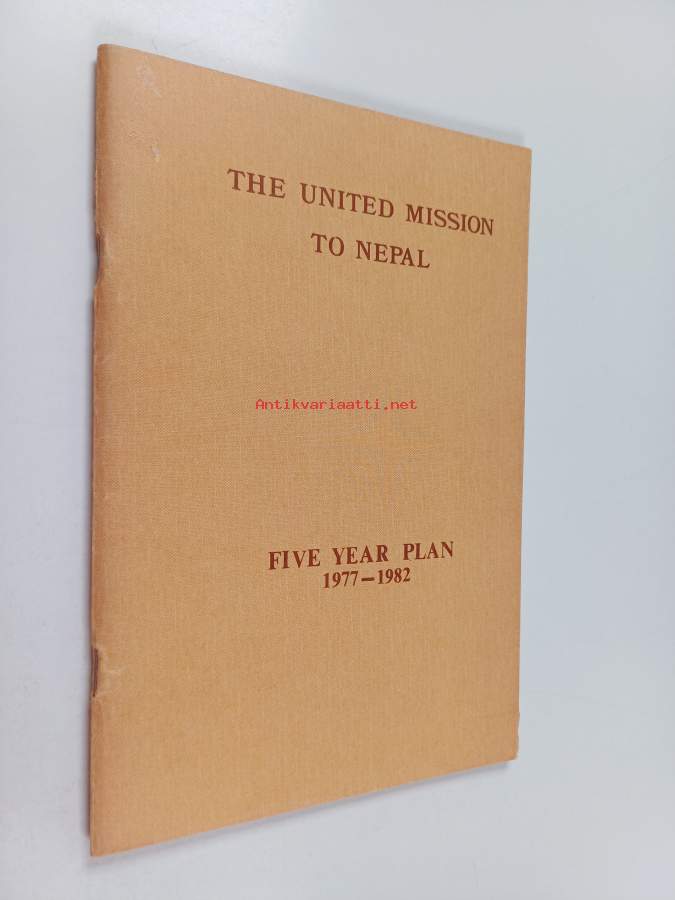 THE UNITED MISSION
TO NEPAL
Antikvariaatti.net
FIVE YEAR PLAN
1977—1982